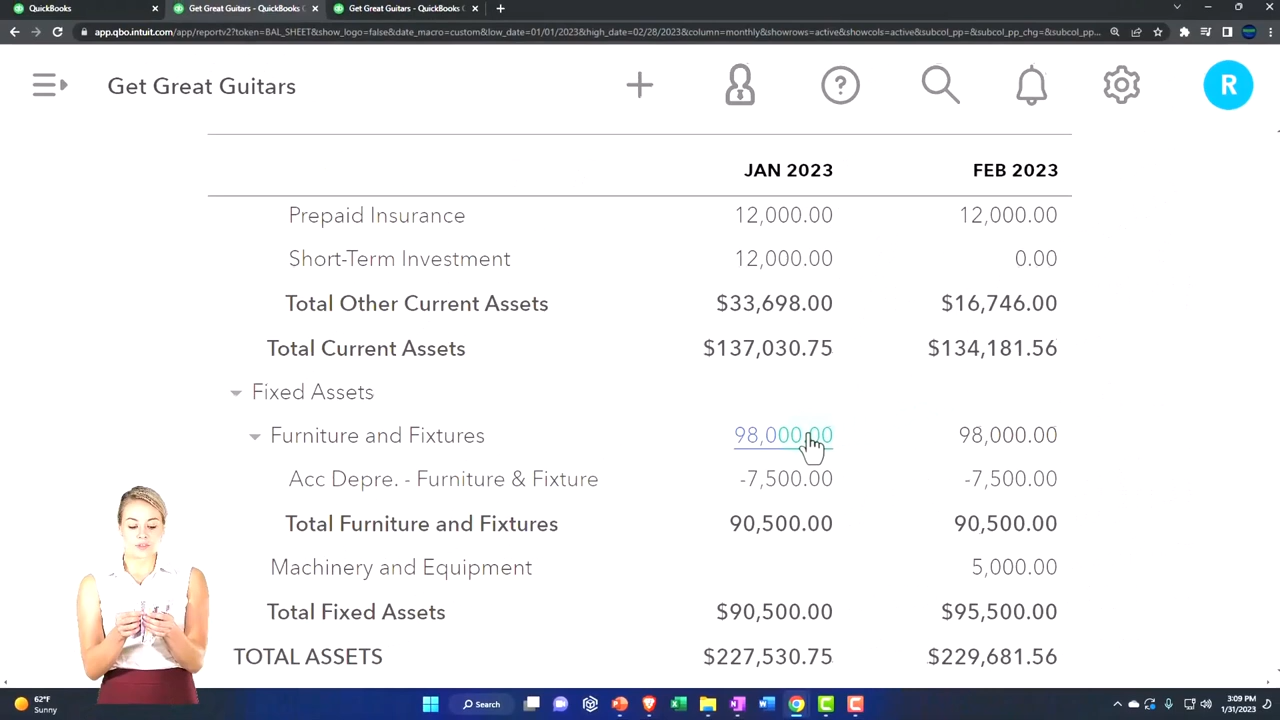 QuickBooks
Get Great Guitars - QuickBooks C
Get Great Guitars - QuickBooks C
app.qbo.intuit.com/app/reportv2?token=BAL_SHEET&show_logo=false&date_macro=custom&low_date=01/01/2023&high_date=02/28/2023&column=monthly&showrows=active&showcols=active&subcol_pp=&subcol_pp_chg=&subcol_pp...
Get Great Guitars
R
JAN 2023 FEB 2023
Prepaid Insurance 12,000.00 12,000.00
Short-Term Investment 12,000.00 0.00
Total Other Current Assets $33,698.00 $16,746.00
Total Current Assets $137,030.75 $134,181.56
Fixed Assets
Furniture and Fixtures 98,000.00 98,000.00
Acc Depre. - Furniture & Fixture -7,500.00 -7,500.00
Total Furniture and Fixtures 90,500.00 90,500.00
Machinery and Equipment 5,000.00
Total Fixed Assets $90,500.00 $95,500.00
TOTAL ASSETS $227,530.75 $229,681.56
62°F
Sunny
Search
3:09 PM
1/31/2023